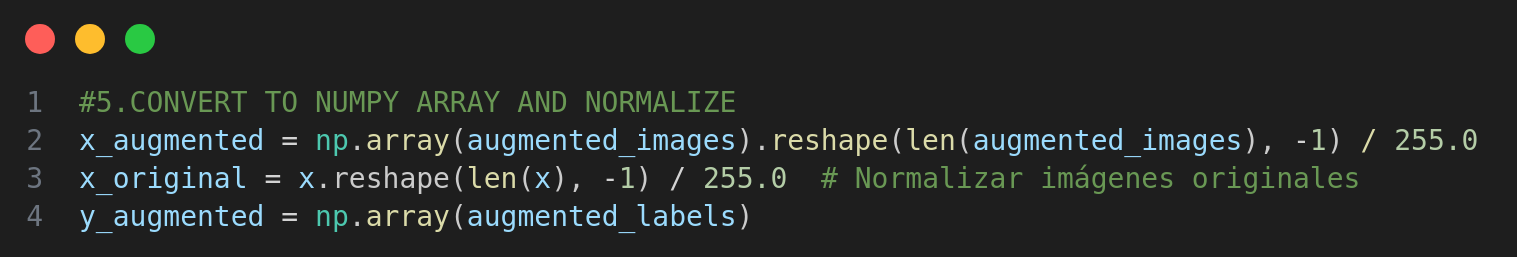 1 #5.CONVERT TO NUMPY ARRAY AND NORMALIZE
2 x_augmented = np.array(augmented_images).reshape(len(augmented_images), -1) / 255.0
3 x_original = x.reshape(len(x), -1) / 255.0  # Normalizar imágenes originales
4 y_augmented = np.array(augmented_labels)